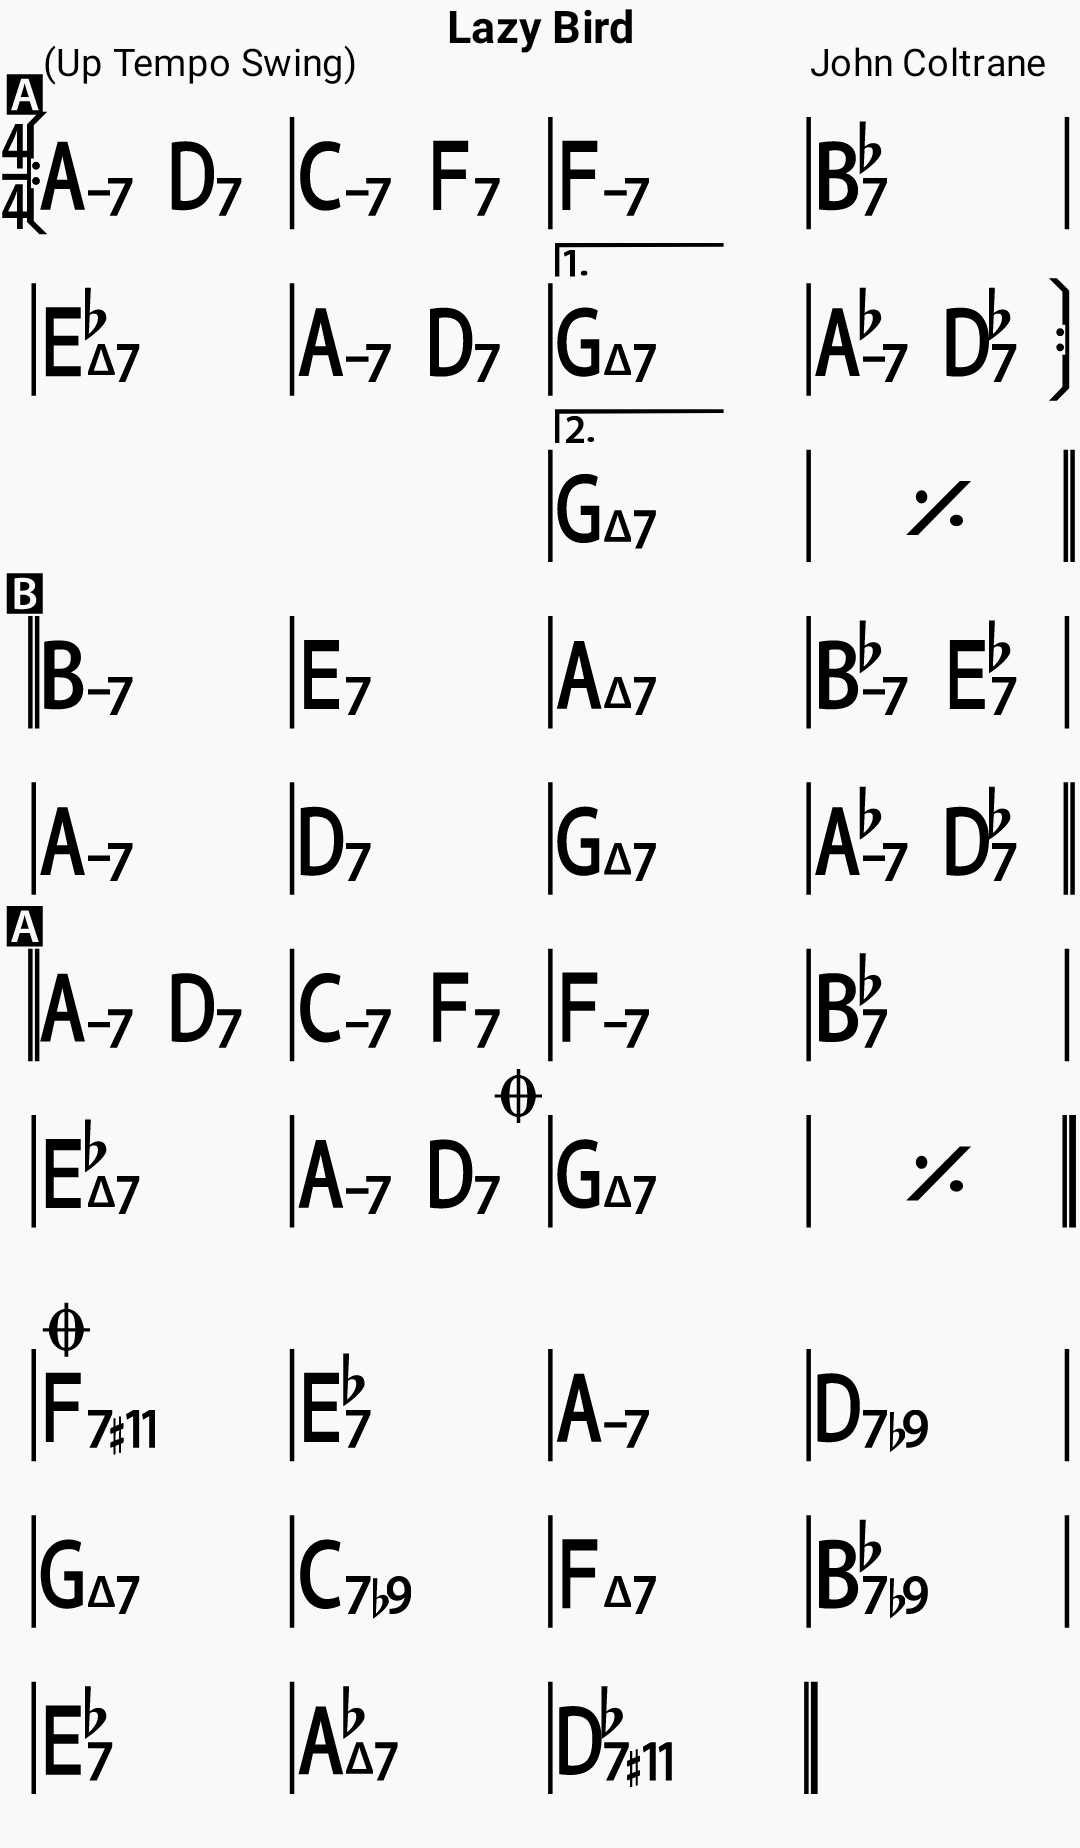 Lazy Bird
(Up Tempo Swing) John Coltrane
A
4/4 A–7 D7 | C–7 F7 | F–7 | B♭7 |
1.
| E♭Δ7 | A–7 D7 | GΔ7 | A♭–7 D♭7 :|
2.
| GΔ7 | 𝄎 ||
B
|| B–7 | E7 | AΔ7 | B♭–7 E♭7 |
| A–7 | D7 | GΔ7 | A♭–7 D♭7 ||
A
|| A–7 D7 | C–7 F7 | F–7 | B♭7 |
𝄌
| E♭Δ7 | A–7 D7 | GΔ7 | 𝄎 ||
𝄌
| F7♯11 | E♭7 | A–7 | D7♭9 |
| GΔ7 | C7♭9 | FΔ7 | B♭7♭9 |
| E♭7 | A♭Δ7 | D♭7♯11 ||